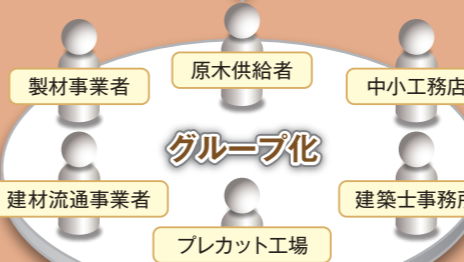 原木供給者
製材事業者
中小工務店
グループ化
建材流通事業者
建築士事務所
プレカット工場